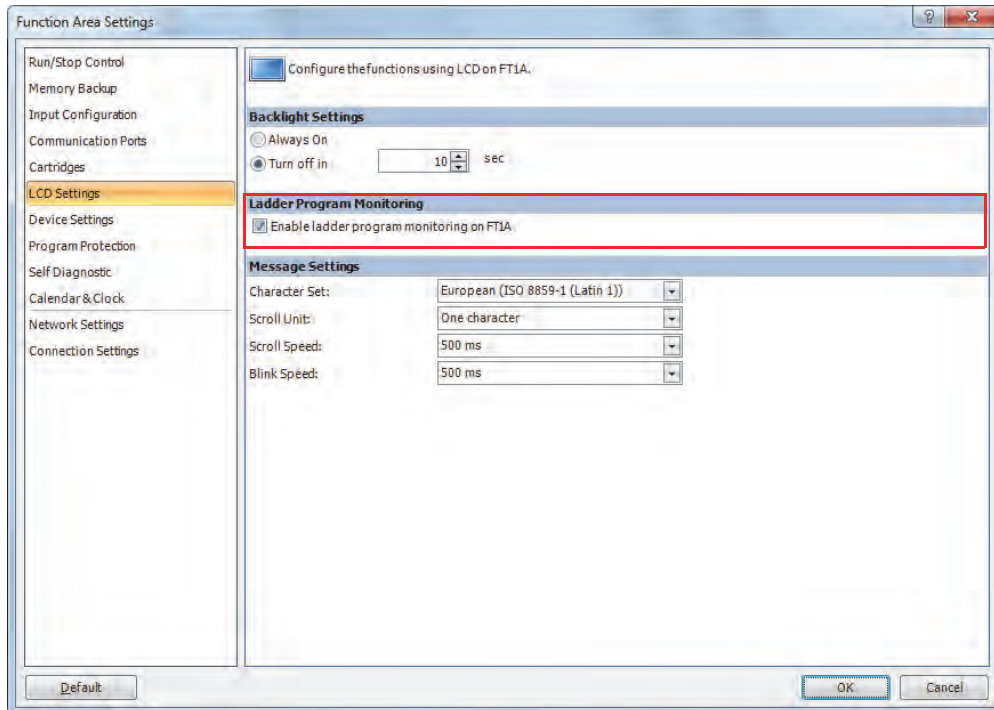 Function Area Settings
?
Run/Stop Control
Memory Backup
Input Configuration
Communication Ports
Cartridges
LCD Settings
Device Settings
Program Protection
Self Diagnostic
Calendar & Clock
Network Settings
Connection Settings
Configure the functions using LCD on FT1A.
Backlight Settings
Always On
Turn off in 10 sec
Ladder Program Monitoring
Enable ladder program monitoring on FT1A
Message Settings
Character Set: European (ISO 8859-1 (Latin 1))
Scroll Unit: One character
Scroll Speed: 500 ms
Blink Speed: 500 ms
Default
OK
Cancel